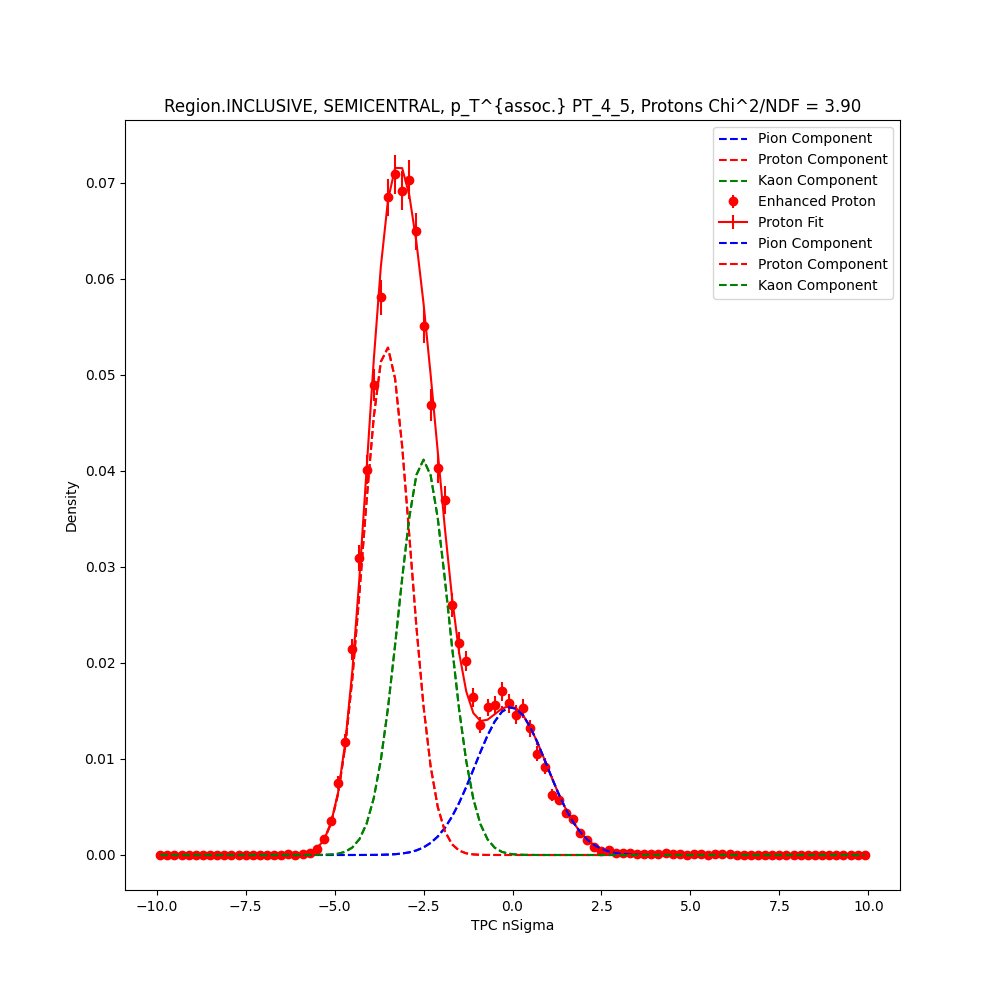 Region.INCLUSIVE, SEMICENTRAL, p_T^{assoc.} PT_4_5, Protons Chi^2/NDF = 3.90
Pion Component
Proton Component
Kaon Component
Enhanced Proton
Proton Fit
Pion Component
Proton Component
Kaon Component
0.07
0.06
0.05
0.04
0.03
0.02
0.01
0.00
Density
−10.0 −7.5 −5.0 −2.5 0.0 2.5 5.0 7.5 10.0
TPC nSigma